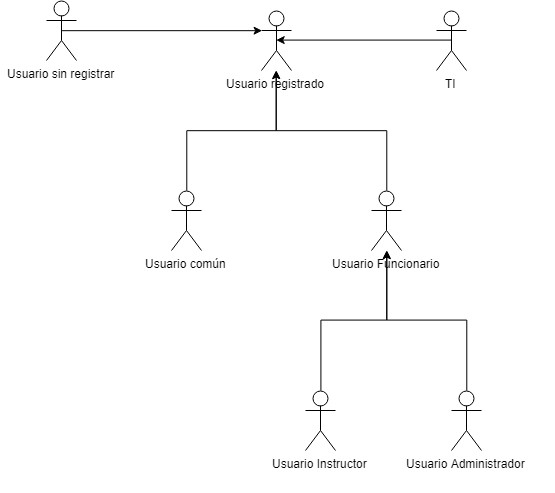 Usuario sin registrar
Usuario registrado
TI
Usuario común
Usuario Funcionario
Usuario Instructor
Usuario Administrador